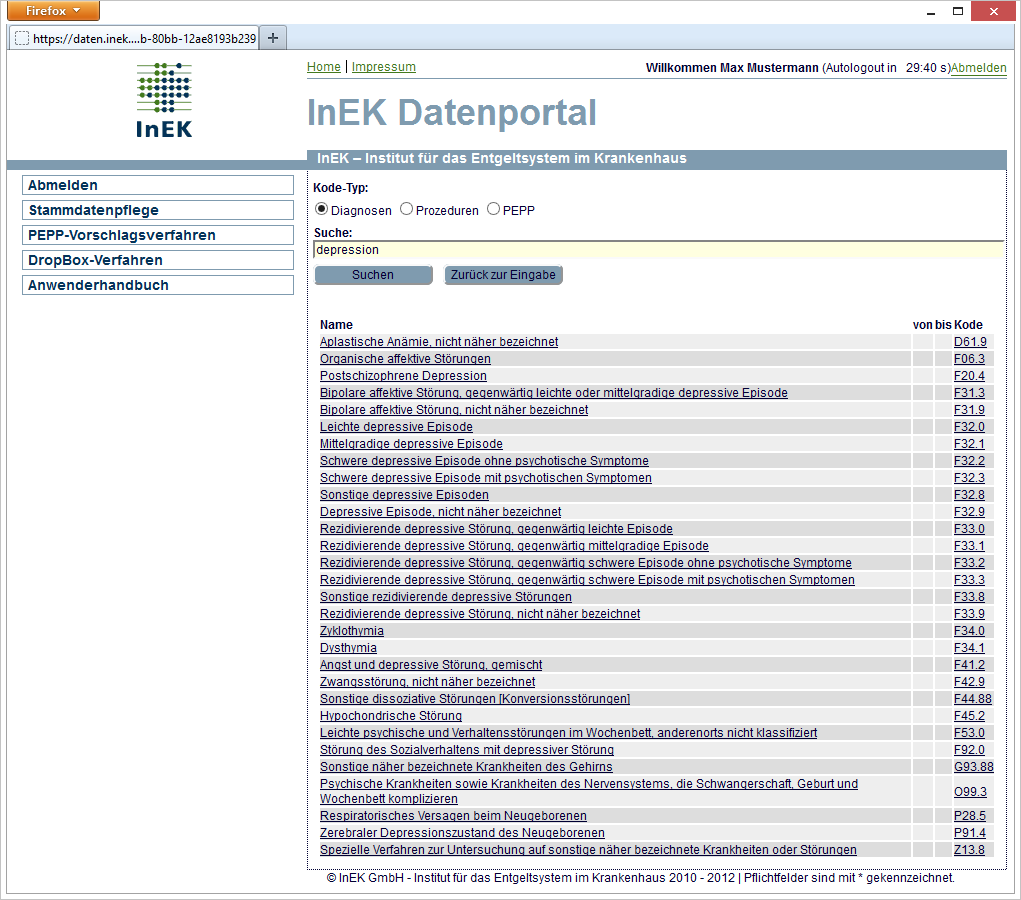 Firefox
https://daten.inek....b-80bb-12ae8193b239
InEK
Home | Impressum
Willkommen Max Mustermann (Autologout in 29:40 s)Abmelden
InEK Datenportal
InEK – Institut für das Entgeltsystem im Krankenhaus
Abmelden
Stammdatenpflege
PEPP-Vorschlagsverfahren
DropBox-Verfahren
Anwenderhandbuch
Kode-Typ:
Diagnosen Prozeduren PEPP
Suche:
depression
Suchen Zurück zur Eingabe
Name von bis Kode
Aplastische Anämie, nicht näher bezeichnet D61.9
Organische affektive Störungen F06.3
Postschizophrene Depression F20.4
Bipolare affektive Störung, gegenwärtig leichte oder mittelgradige depressive Episode F31.3
Bipolare affektive Störung, nicht näher bezeichnet F31.9
Leichte depressive Episode F32.0
Mittelgradige depressive Episode F32.1
Schwere depressive Episode ohne psychotische Symptome F32.2
Schwere depressive Episode mit psychotischen Symptomen F32.3
Sonstige depressive Episoden F32.8
Depressive Episode, nicht näher bezeichnet F32.9
Rezidivierende depressive Störung, gegenwärtig leichte Episode F33.0
Rezidivierende depressive Störung, gegenwärtig mittelgradige Episode F33.1
Rezidivierende depressive Störung, gegenwärtig schwere Episode ohne psychotische Symptome F33.2
Rezidivierende depressive Störung, gegenwärtig schwere Episode mit psychotischen Symptomen F33.3
Sonstige rezidivierende depressive Störungen F33.8
Rezidivierende depressive Störung, nicht näher bezeichnet F33.9
Zyklothymia F34.0
Dysthymia F34.1
Angst und depressive Störung, gemischt F41.2
Zwangsstörung, nicht näher bezeichnet F42.9
Sonstige dissoziative Störungen [Konversionsstörungen] F44.88
Hypochondrische Störung F45.2
Leichte psychische und Verhaltensstörungen im Wochenbett, anderenorts nicht klassifiziert F53.0
Störung des Sozialverhaltens mit depressiver Störung F92.0
Sonstige näher bezeichnete Krankheiten des Gehirns G93.88
Psychische Krankheiten sowie Krankheiten des Nervensystems, die Schwangerschaft, Geburt und
Wochenbett komplizieren O99.3
Respiratorisches Versagen beim Neugeborenen P28.5
Zerebraler Depressionszustand des Neugeborenen P91.4
Spezielle Verfahren zur Untersuchung auf sonstige näher bezeichnete Krankheiten oder Störungen Z13.8
© InEK GmbH - Institut für das Entgeltsystem im Krankenhaus 2010 - 2012 | Pflichtfelder sind mit * gekennzeichnet.